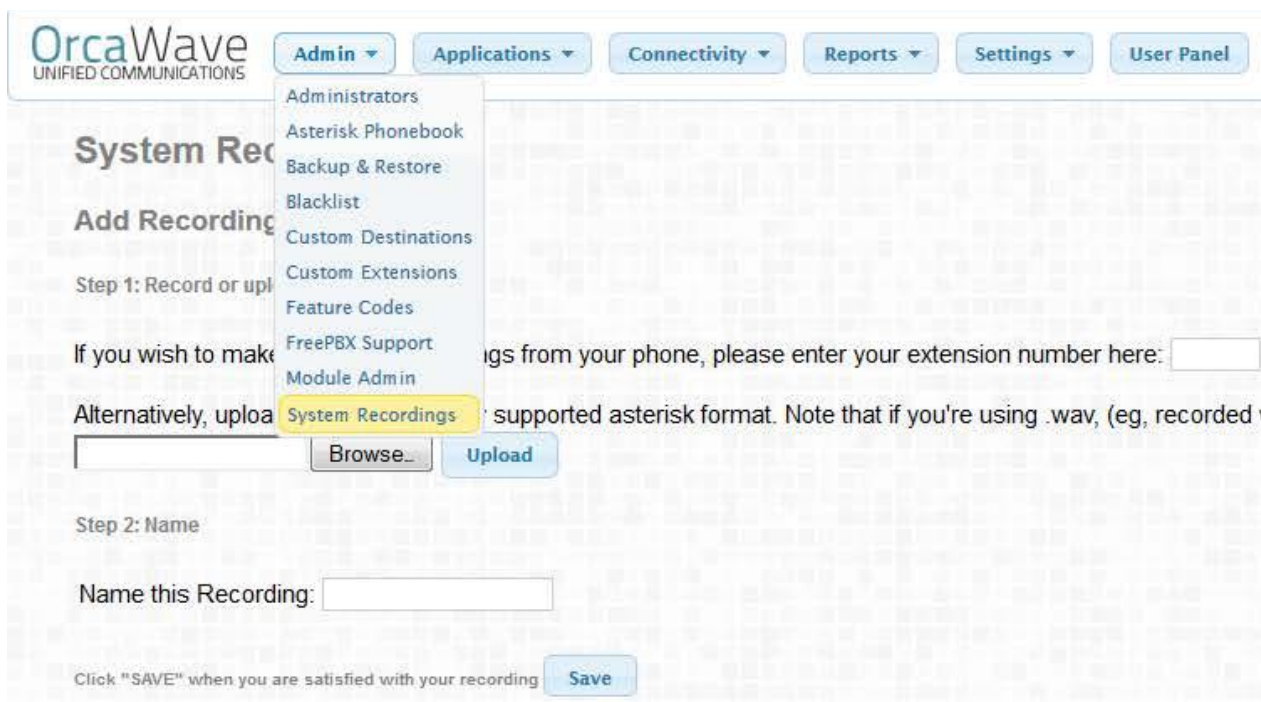 OrcaWave
UNIFIED COMMUNICATIONS
Admin Applications Connectivity Reports Settings User Panel
Administrators
Asterisk Phonebook
Backup & Restore
Blacklist
Custom Destinations
Custom Extensions
Feature Codes
FreePBX Support
Module Admin
System Recordings
System Rec
Add Recording
Step 1: Record or upl
If you wish to make ngs from your phone, please enter your extension number here:
Alternatively, uploa supported asterisk format. Note that if you're using .wav, (eg, recorded
Browse... Upload
Step 2: Name
Name this Recording:
Click "SAVE" when you are satisfied with your recording Save